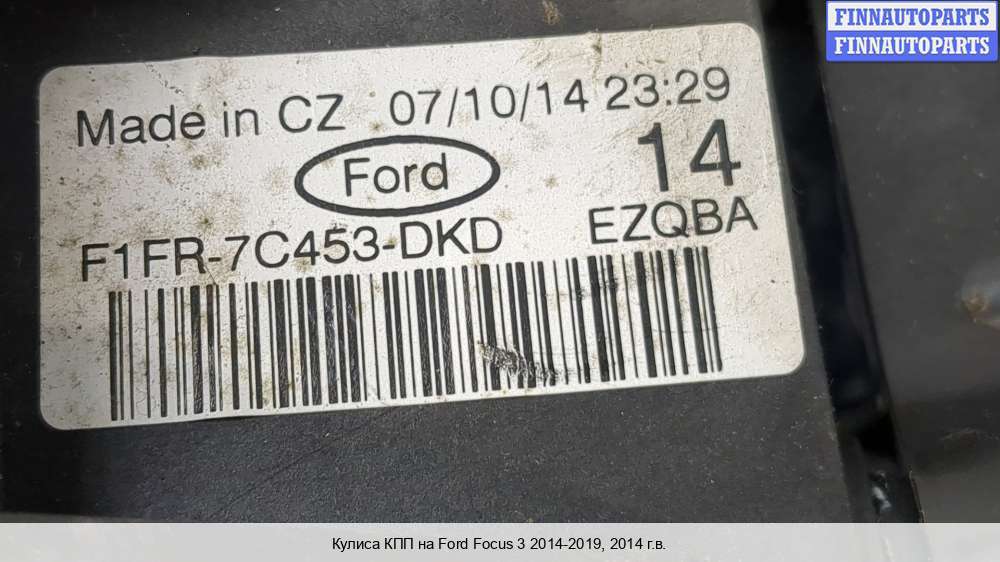 FINNAUTOPARTS
FINNAUTOPARTS
Made in CZ 07/10/14 23:29
Ford 14
F1FR-7C453-DKD EZQBA
Кулиса КПП на Ford Focus 3 2014-2019, 2014 г.в.